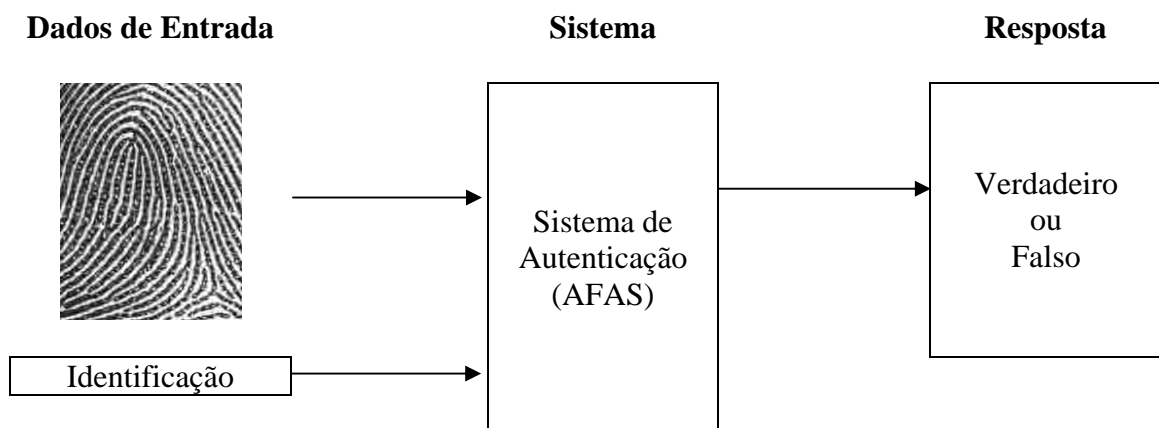 Dados de Entrada
Sistema
Resposta
Sistema de
Autenticação
(AFAS)
Verdadeiro
ou
Falso
Identificação